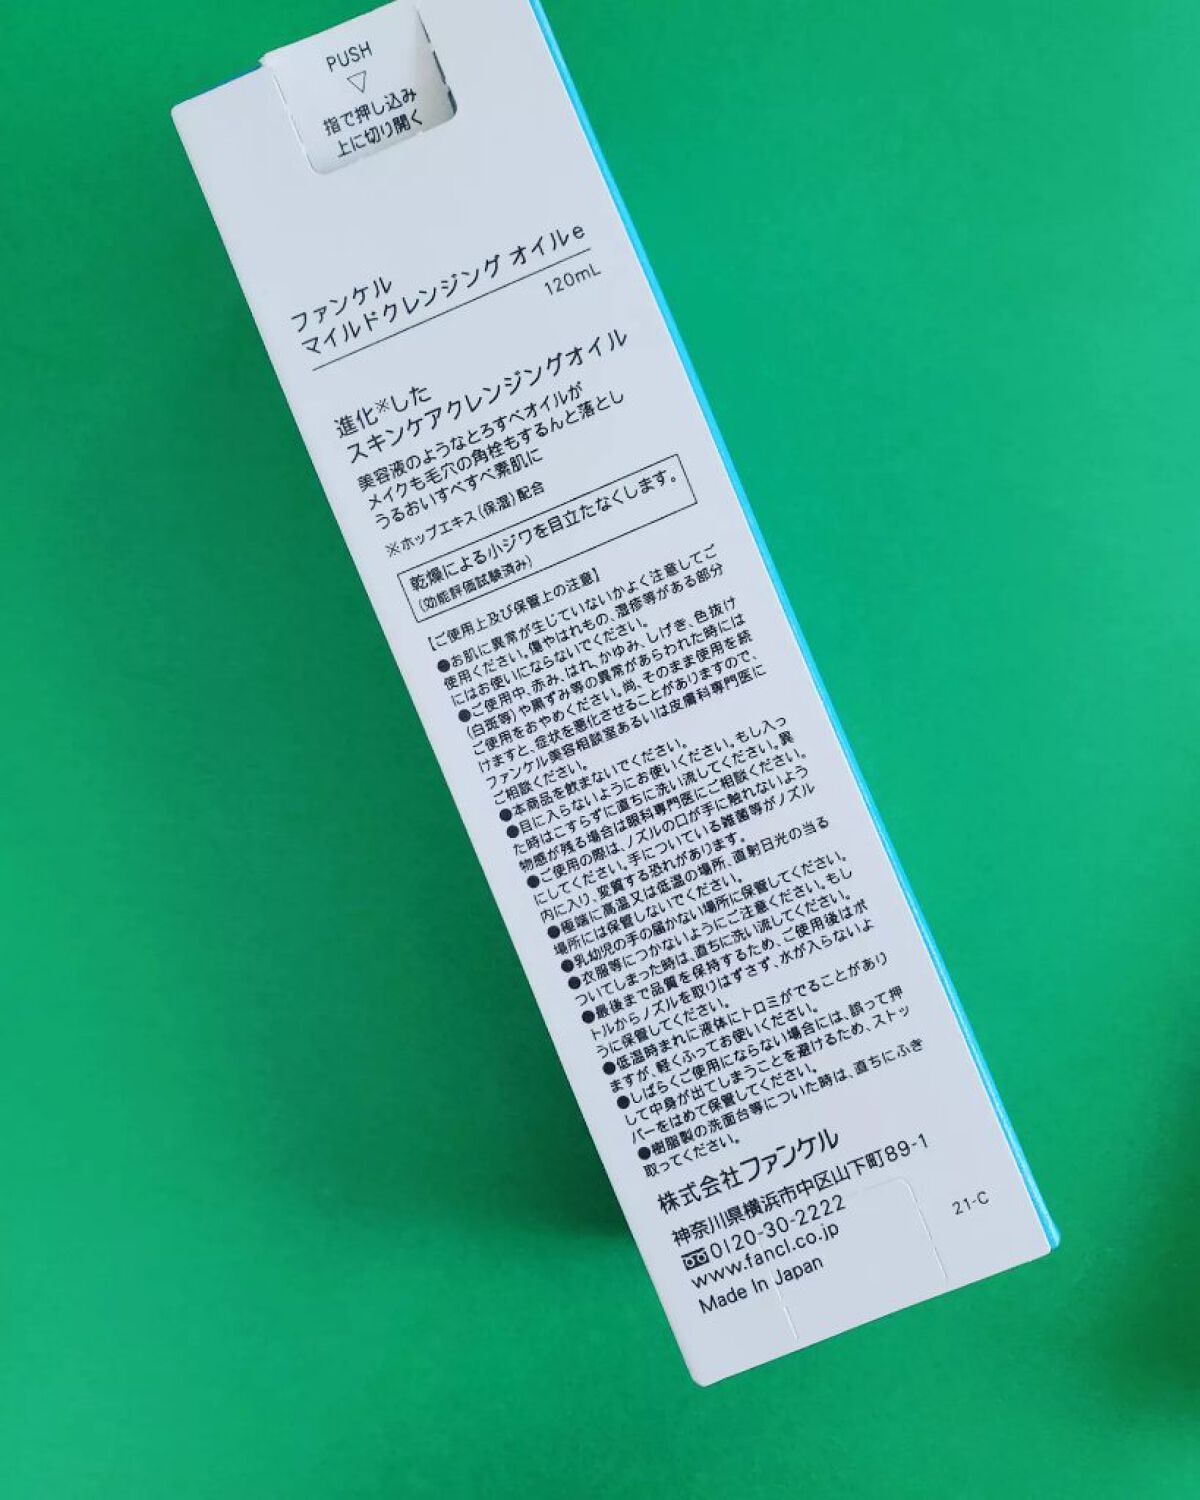 PUSH
▽
指で押し込み
上に切り開く
ファンケル
マイルドクレンジング オイルe
120mL
進化※した
スキンケアクレンジングオイル
美容液のようなとろすべオイルが
メイクも毛穴の角栓もするんと落とし
うるおいすべすべ素肌に
※ホップエキス(保湿)配合
乾燥による小ジワを目立たなくします。
(効能評価試験済み)
【ご使用上及び保管上の注意】
●お肌に異常が生じていないかよく注意してご
使用ください。傷やはれもの、湿疹等がある部分
にはお使いにならないでください。
●ご使用中、赤み、はれ、かゆみ、しげき、色抜け
(白斑等)や黒ずみ等の異常があらわれた時には
ご使用をおやめください。尚、そのまま使用を続
けますと、症状を悪化させることがありますので、
ファンケル美容相談室あるいは皮膚科専門医に
ご相談ください。
●本商品を飲まないでください。
●目に入らないようにお使いください。もし入っ
た時はこすらずに直ちに洗い流してください。異
物感が残る場合は眼科専門医にご相談ください。
●ご使用の際は、ノズルの口が手に触れないよう
にしてください。手についている雑菌等がノズル
内に入り、変質する恐れがあります。
●極端に高温又は低温の場所、直射日光の当る
場所には保管しないでください。
●乳幼児の手の届かない場所に保管してください。
●衣服等につかないようにご注意ください。もし
ついてしまった時は、直ちに洗い流してください。
●最後まで品質を保持するため、ご使用後はボ
トルからノズルを取りはずさず、水が入らないよ
うに保管してください。
●低温時まれに液体にトロミがでることがあり
ますが、軽くふってお使いください。
●しばらくご使用にならない場合には、誤って押
して中身が出てしまうことを避けるため、ストッ
パーをはめて保管してください。
●樹脂製の洗面台等についた時は、直ちにふき
取ってください。
株式会社ファンケル
神奈川県横浜市中区山下町89-1
0120-30-2222
www.fancl.co.jp
Made In Japan
21-C